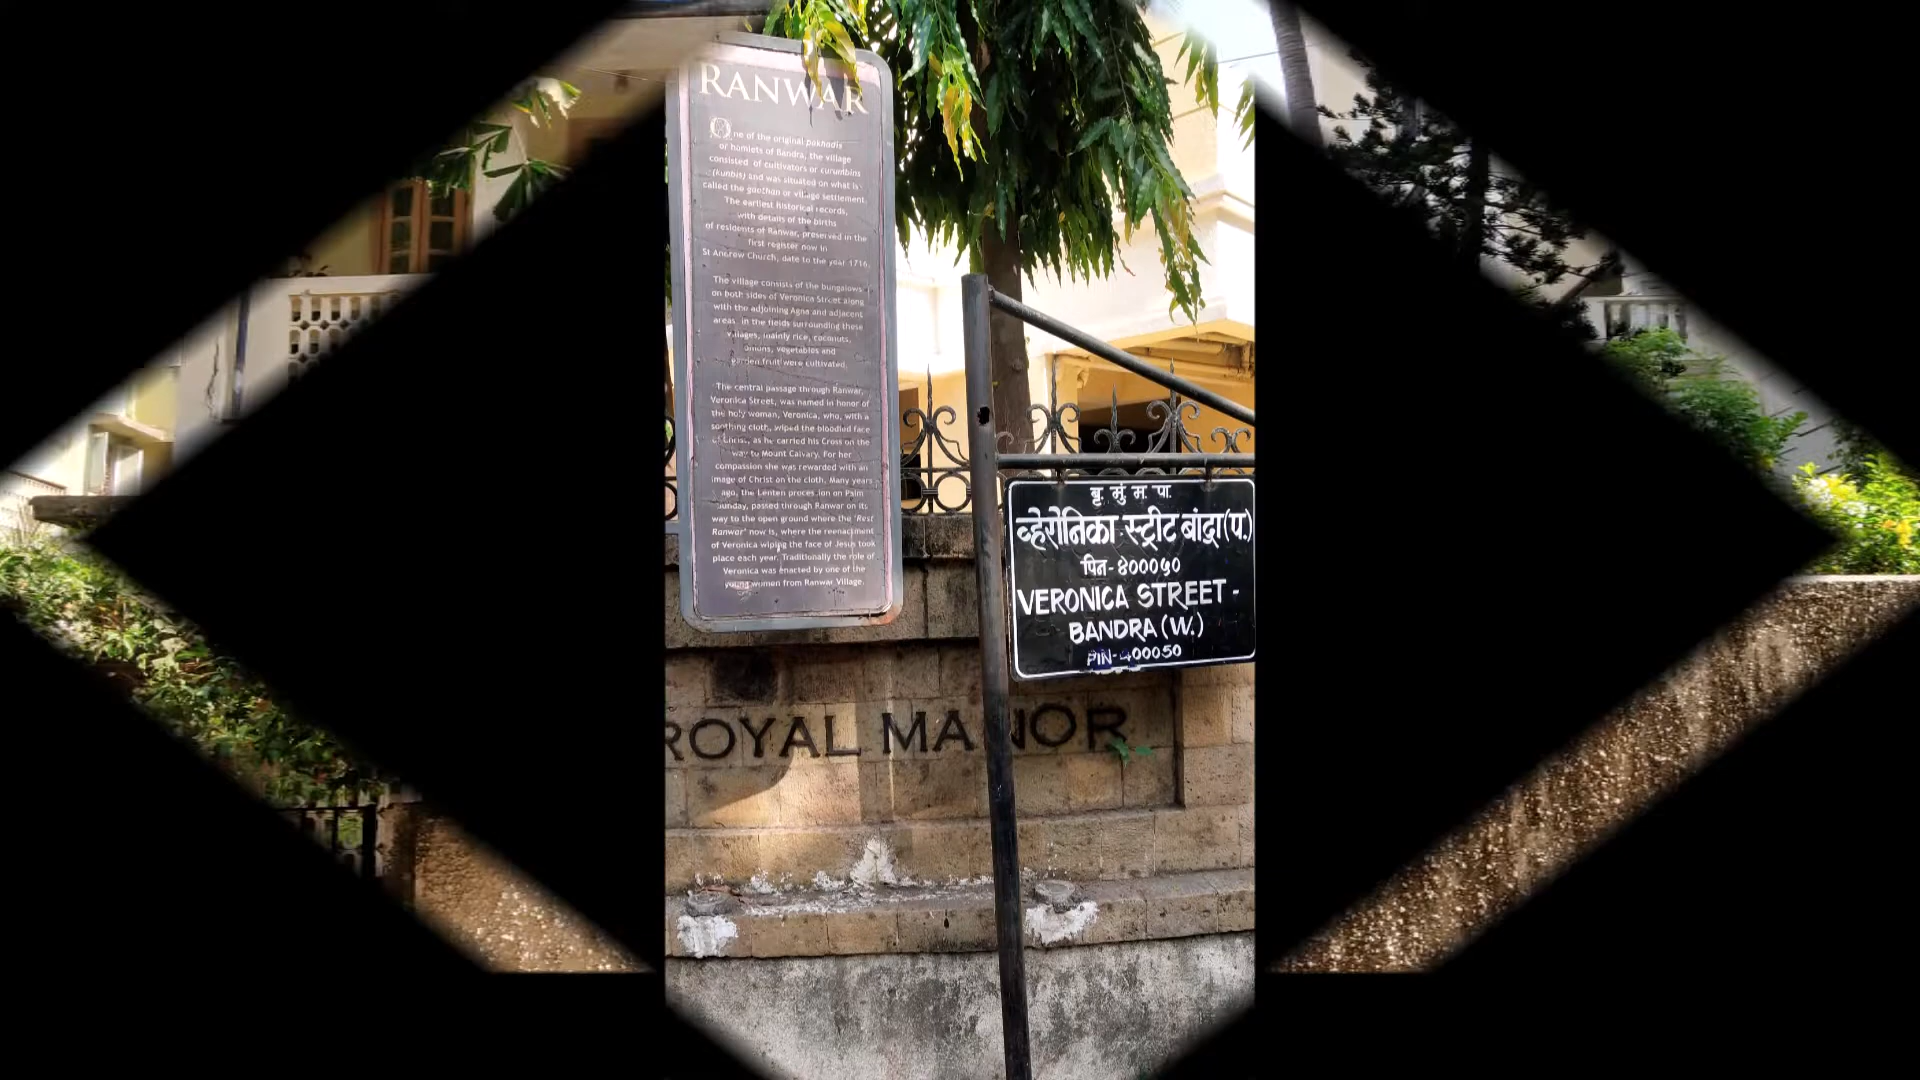 RANWAR
One of the original pakhadis
or hamlets of Bandra, the village
consisted of cultivators or curumbins
(kunbis) and was situated on what is
called the gaothan or village settlement.
The earliest historical records,
with details of the births
of residents of Ranwar, preserved in the
first register now in
St Andrew Church, date to the year 1716.
The village consists of the bungalows
on both sides of Veronica Street along
with the adjoining Agna and adjacent
areas. In the fields surrounding these
villages, mainly rice, coconuts,
onions, vegetables and
garden fruit were cultivated.
The central passage through Ranwar,
Veronica Street, was named in honor of
the holy woman, Veronica, who, with a
soothing cloth, wiped the bloodied face
of Christ, as he carried his Cross on the
way to Mount Calvary. For her
compassion she was rewarded with an
image of Christ on the cloth. Many years
ago, the Lenten procession on Palm
Sunday, passed through Ranwar on its
way to the open ground where the 'Rest
Ranwar' now is, where the reenacment
of Veronica wiping the face of Jesus took
place each year. Traditionally the role of
Veronica was enacted by one of the
young women from Ranwar Village.
बृ. मुं. म. पा.
व्हेरोनिका स्ट्रीट बांद्रा (प.)
पिन-४०००५०
VERONICA STREET -
BANDRA (W.)
PIN-400050
ROYAL MANOR